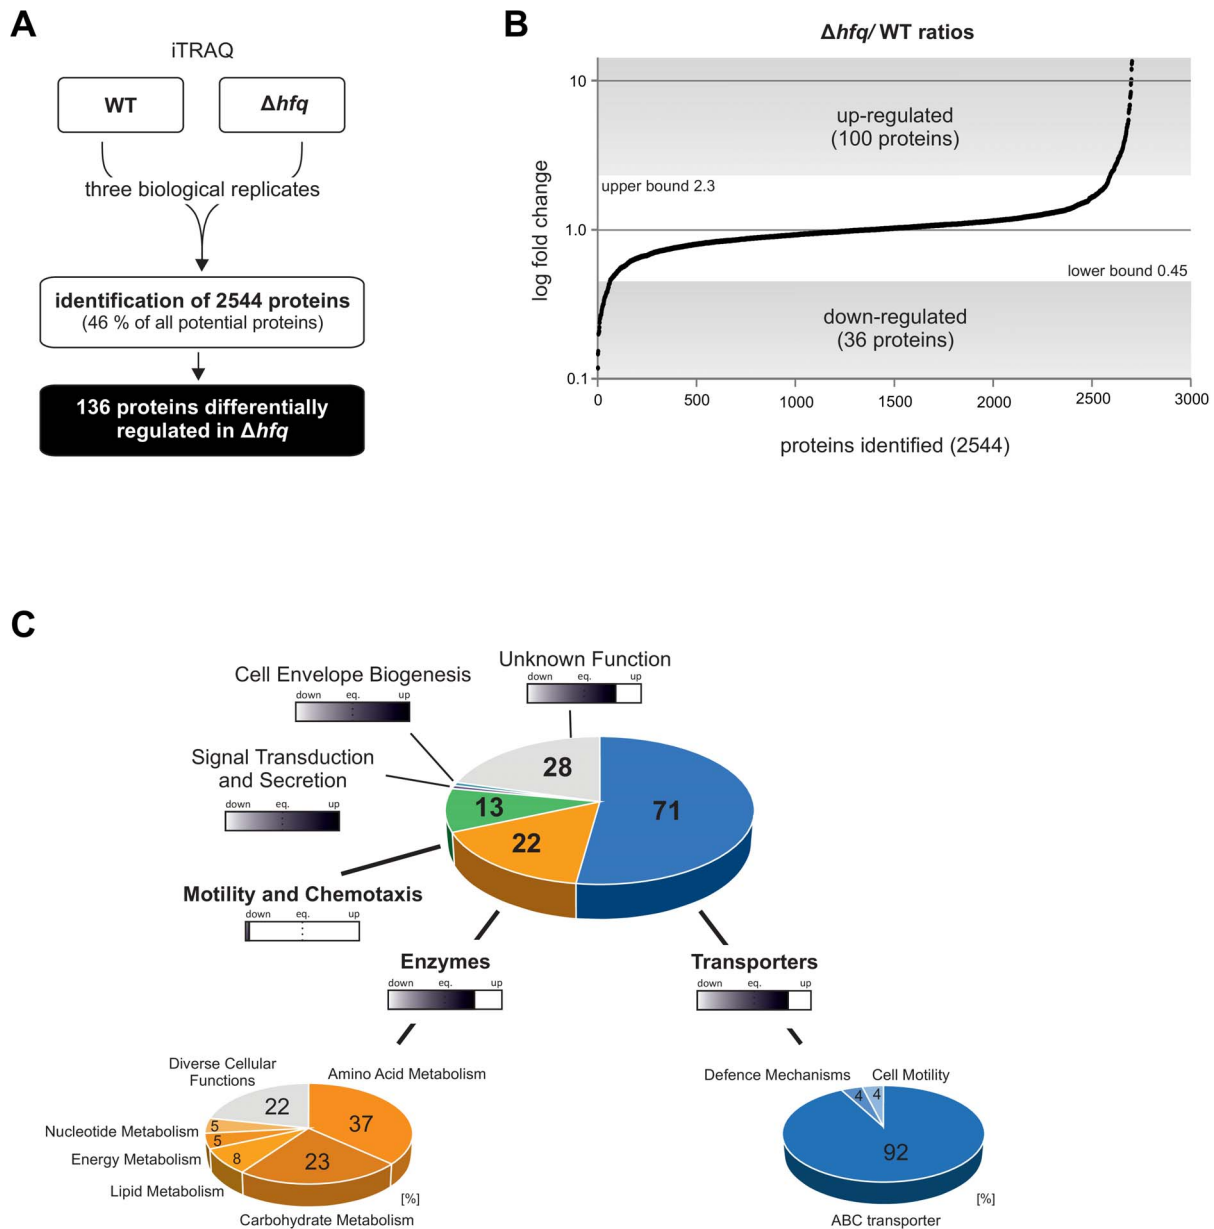 A
iTRAQ
WT
Δhfq
three biological replicates
identification of 2544 proteins
(46 % of all potential proteins)
136 proteins differentially
regulated in Δhfq
B
Δhfq/ WT ratios
log fold change
10
1.0
0.1
up-regulated
(100 proteins)
upper bound 2.3
lower bound 0.45
down-regulated
(36 proteins)
0
500
1000
1500
2000
2500
3000
proteins identified (2544)
C
Cell Envelope Biogenesis
down eq. up
Unknown Function
down eq. up
Signal Transduction
and Secretion
down eq. up
28
13
22
71
Motility and Chemotaxis
down eq. up
Enzymes
down eq. up
Transporters
down eq. up
Diverse Cellular
Functions
Amino Acid Metabolism
Nucleotide Metabolism
Energy Metabolism
Lipid Metabolism
Carbohydrate Metabolism
22
37
5
5
8
23
[%]
Defence Mechanisms
Cell Motility
4
4
92
[%]
ABC transporter